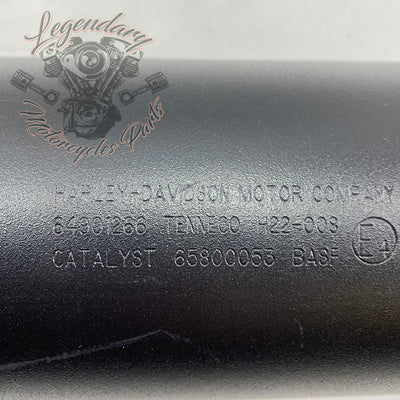 Legendary
Motorcycles Parts
HARLEY-DAVIDSON MOTOR COMPANY
64901266 TENNECO H22-008
CATALYST 65800053 BASF
E4